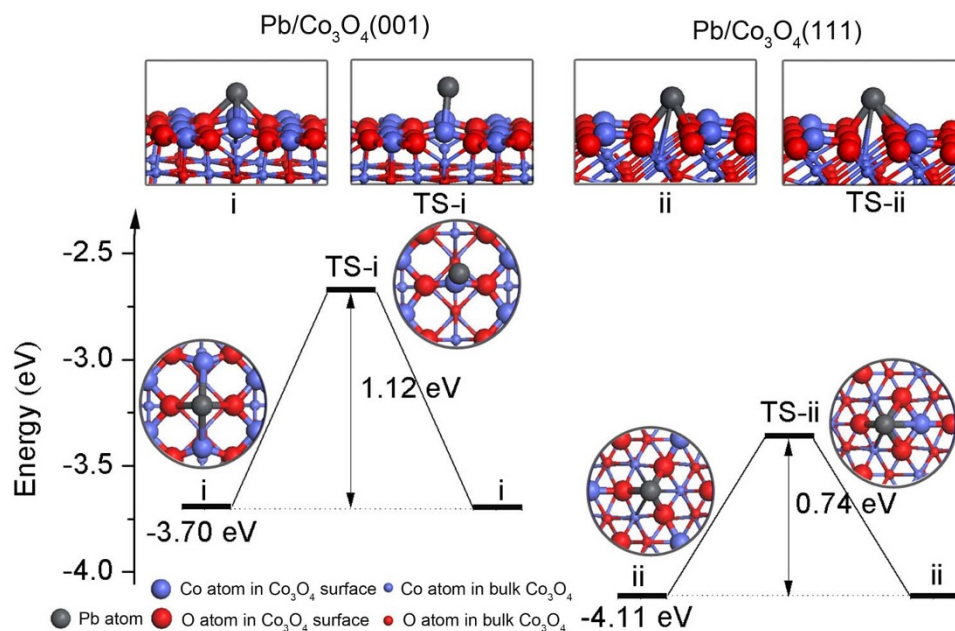 Pb/Co₃O₄(001)
Pb/Co₃O₄(111)
i
TS-i
ii
TS-ii
Energy (eV)
-2.5
-3.0
-3.5
-4.0
TS-i
1.12 eV
i
i
-3.70 eV
TS-ii
0.74 eV
ii
ii
-4.11 eV
Co atom in Co₃O₄ surface
Co atom in bulk Co₃O₄
Pb atom
O atom in Co₃O₄ surface
O atom in bulk Co₃O₄